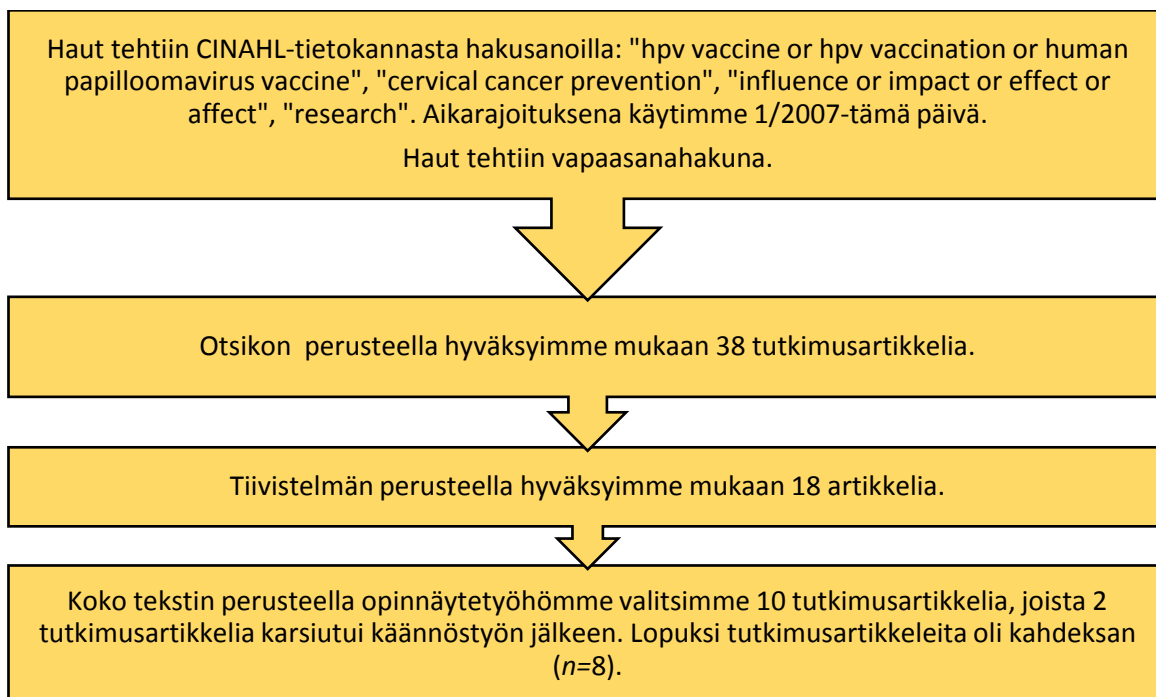 Haut tehtiin CINAHL-tietokannasta hakusanoilla: "hpv vaccine or hpv vaccination or human
papilloomavirus vaccine", "cervical cancer prevention", "influence or impact or effect or
affect", "research". Aikarajoituksena käytimme 1/2007-tämä päivä.
Haut tehtiin vapaasanahakuna.
Otsikon perusteella hyväksyimme mukaan 38 tutkimusartikkelia.
Tiivistelmän perusteella hyväksyimme mukaan 18 artikkelia.
Koko tekstin perusteella opinnäytetyöhömme valitsimme 10 tutkimusartikkelia, joista 2
tutkimusartikkelia karsiutui käännöstyön jälkeen. Lopuksi tutkimusartikkeleita oli kahdeksan
(n=8).